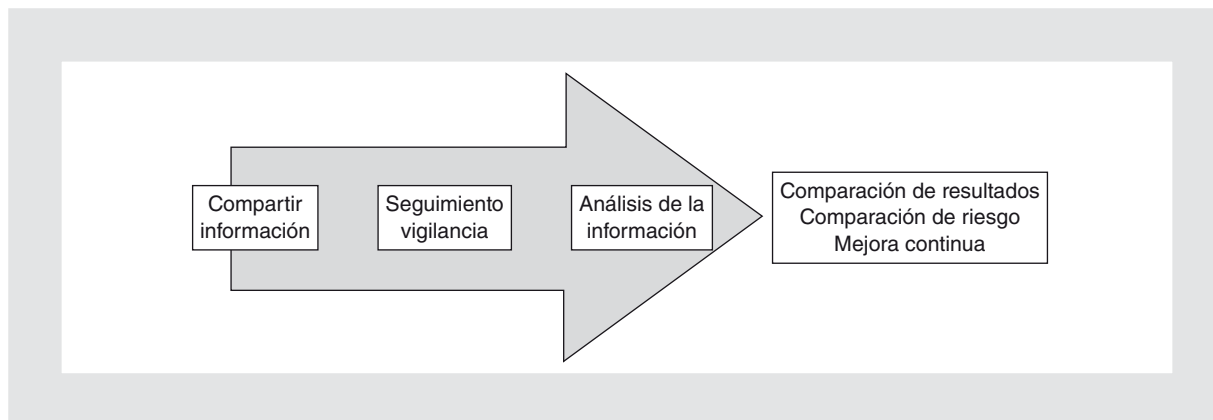 Compartir
información
Seguimiento
vigilancia
Análisis de la
información
Comparación de resultados
Comparación de riesgo
Mejora continua